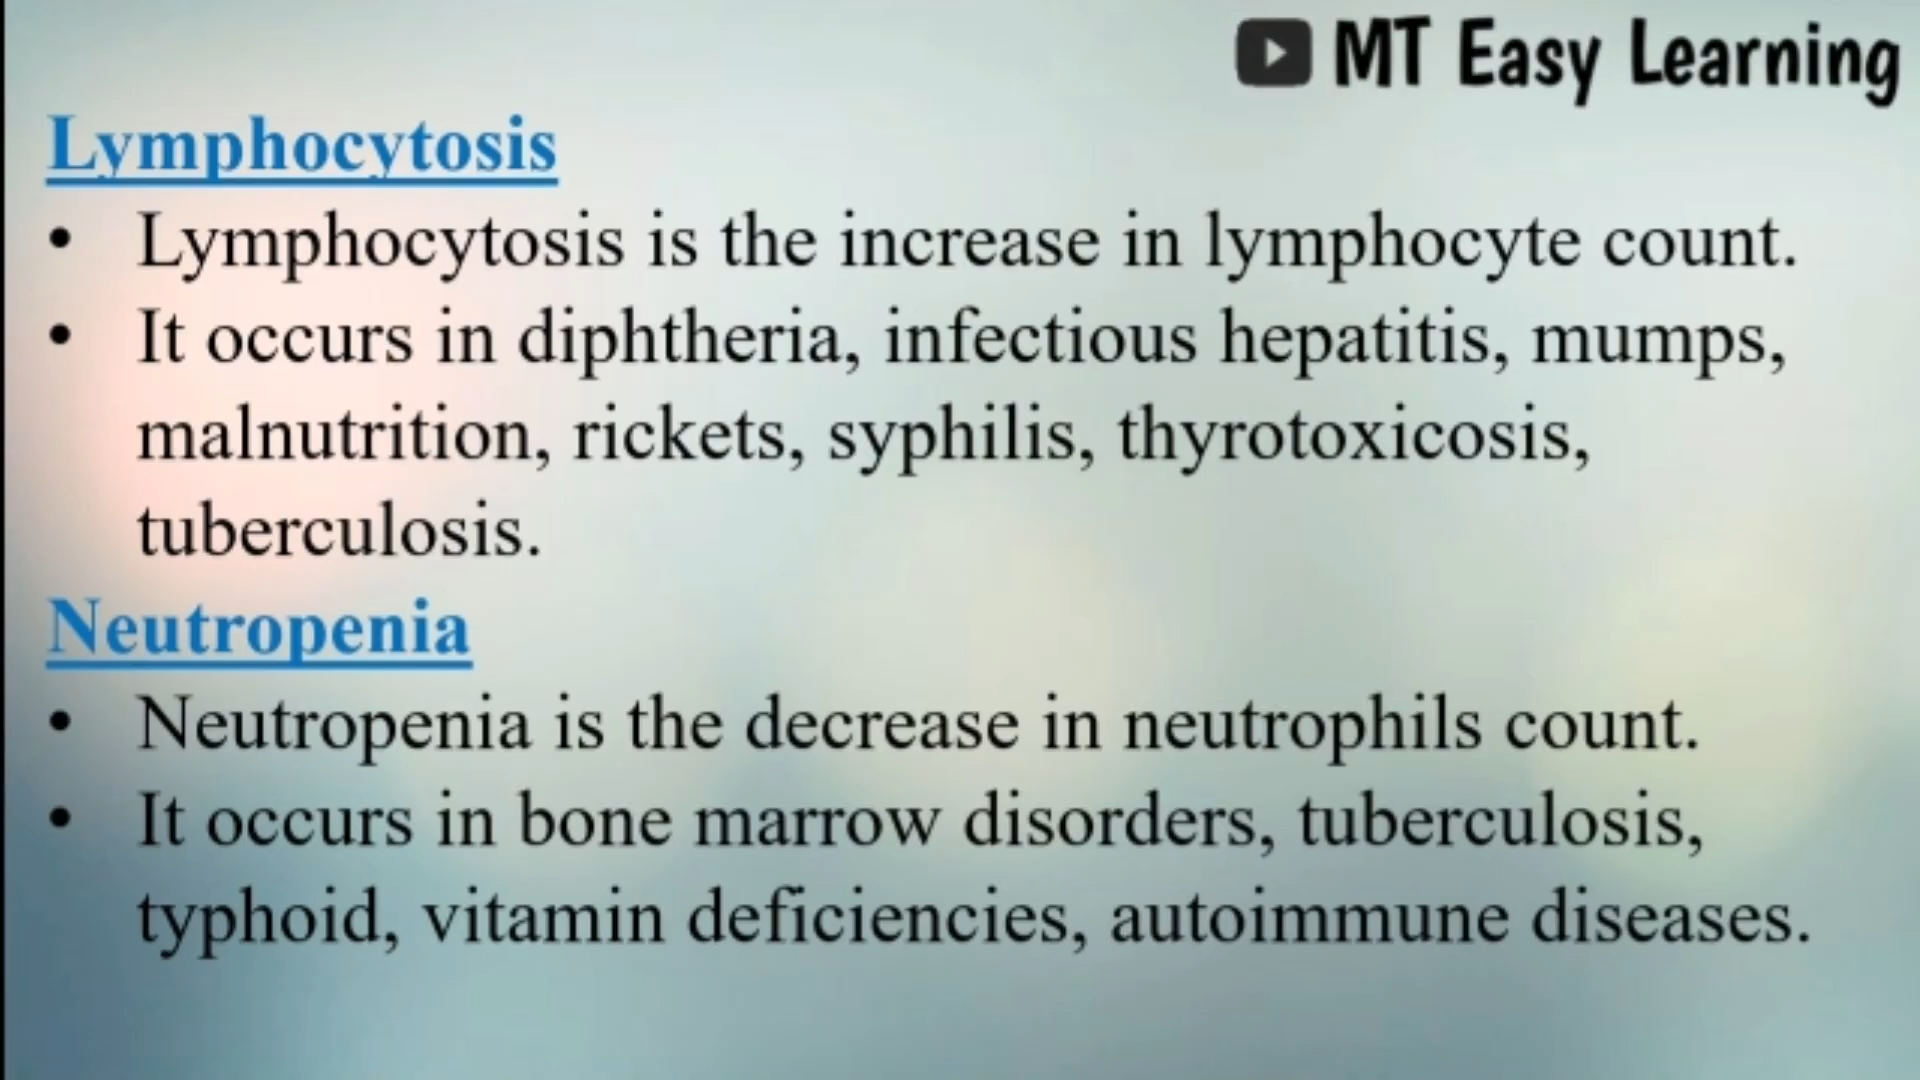 MT Easy Learning
Lymphocytosis
• Lymphocytosis is the increase in lymphocyte count.
• It occurs in diphtheria, infectious hepatitis, mumps,
malnutrition, rickets, syphilis, thyrotoxicosis,
tuberculosis.
Neutropenia
• Neutropenia is the decrease in neutrophils count.
• It occurs in bone marrow disorders, tuberculosis,
typhoid, vitamin deficiencies, autoimmune diseases.